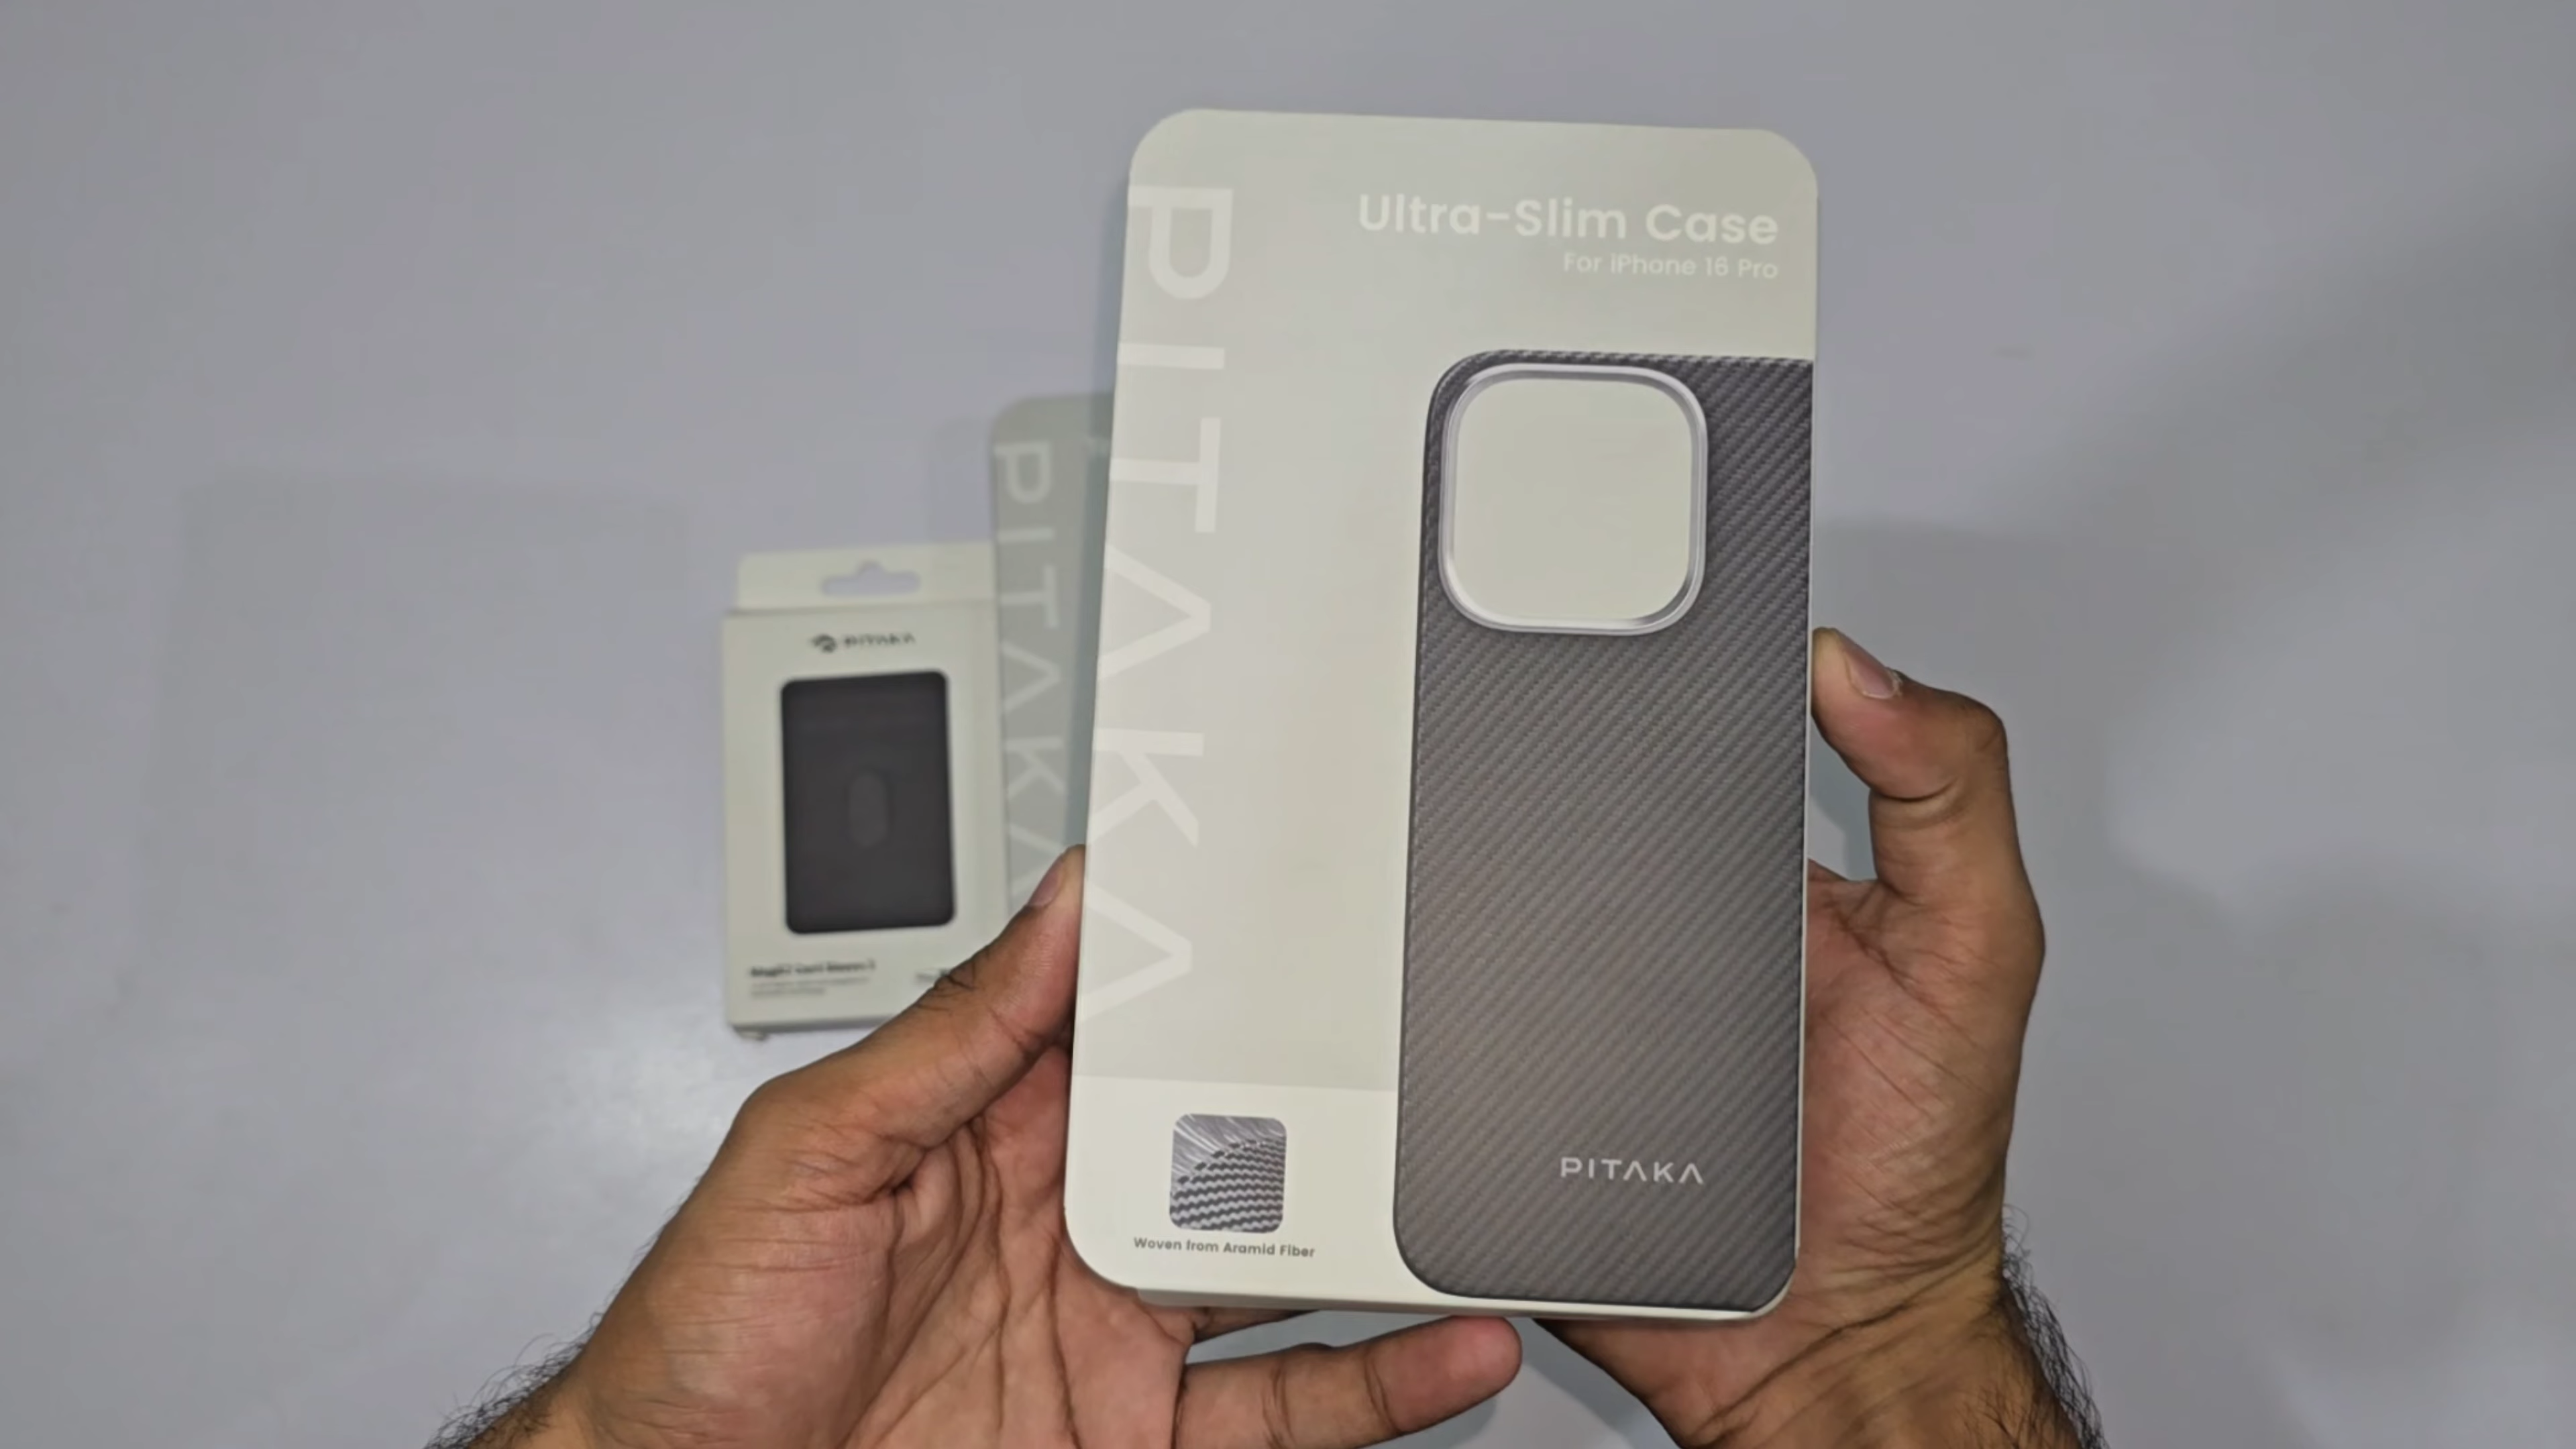 PITAKA
Ultra-Slim Case
For iPhone 16 Pro
PITAKA
Woven from Aramid Fiber
PITAKA
PITAKA